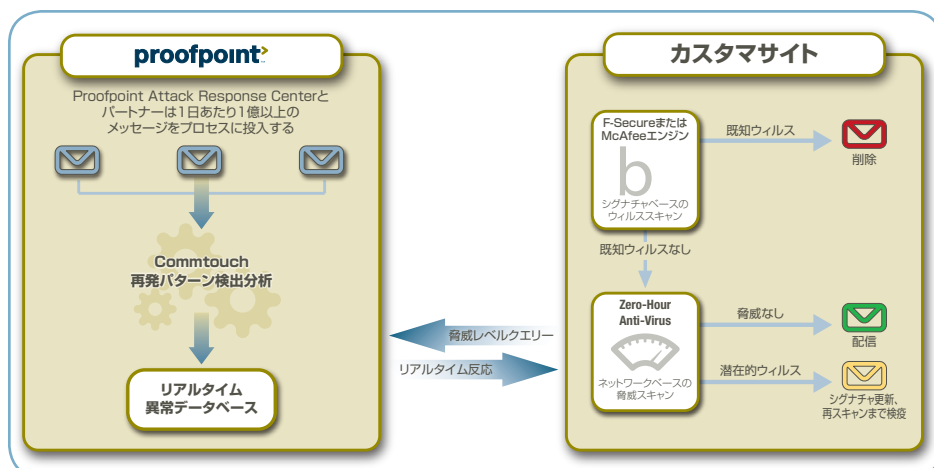 proofpoint
Proofpoint Attack Response Centerと
パートナーは1日あたり1億以上の
メッセージをプロセスに投入する
Commtouch
再発パターン検出分析
リアルタイム
異常データベース
脅威レベルクエリー
リアルタイム反応
カスタマサイト
F-Secureまたは
McAfeeエンジン
b
シグナチャベースの
ウィルススキャン
既知ウィルス
削除
既知ウィルスなし
Zero-Hour
Anti-Virus
ネットワークベースの
脅威スキャン
脅威なし
配信
潜在的ウィルス
シグナチャ更新、
再スキャンまで検疫